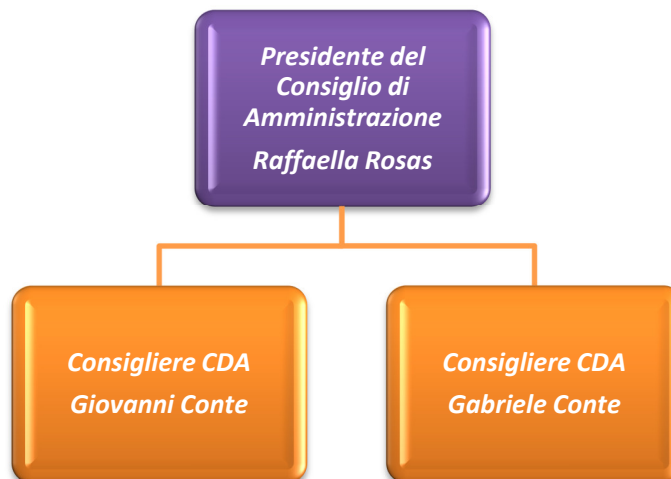 Presidente del
Consiglio di
Amministrazione
Raffaella Rosas
Consigliere CDA
Giovanni Conte
Consigliere CDA
Gabriele Conte